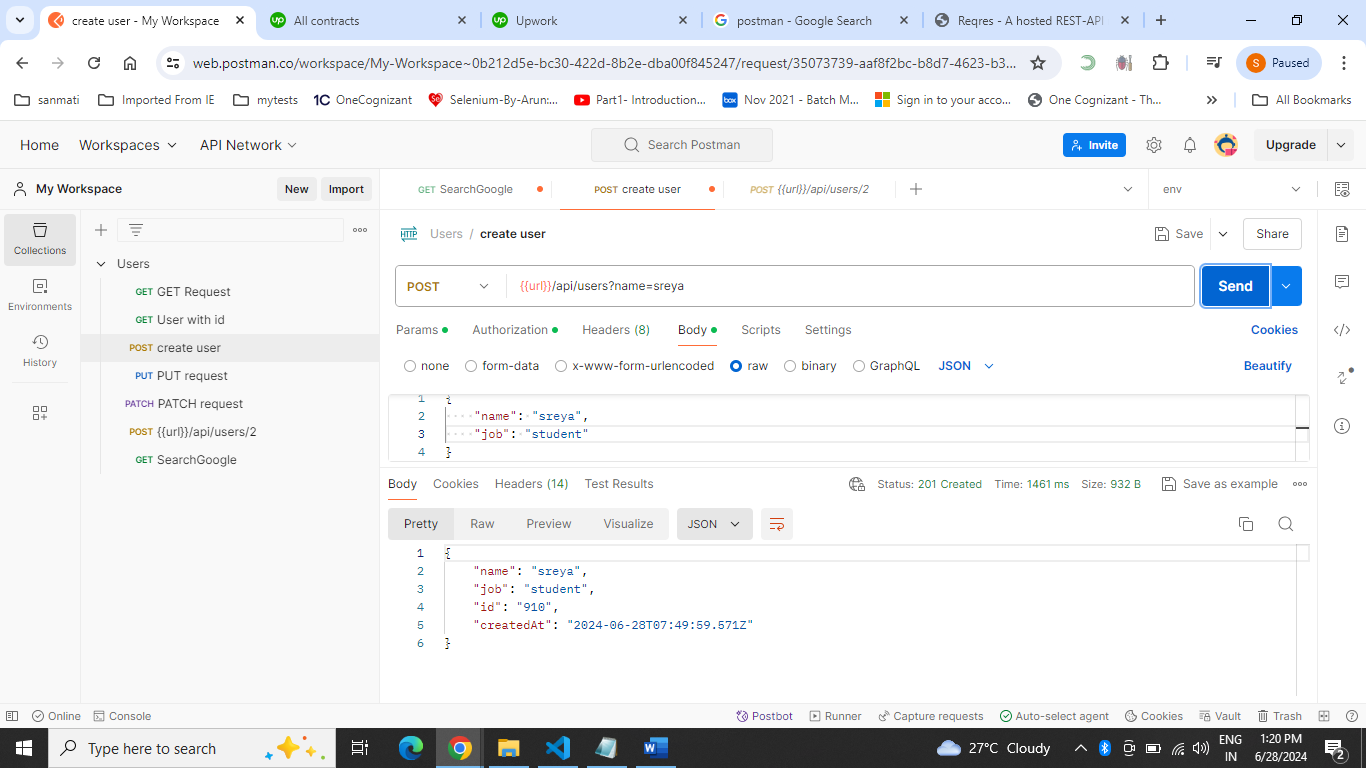 create user - My Workspace
All contracts
Upwork
postman - Google Search
Reqres - A hosted REST-API
web.postman.co/workspace/My-Workspace~0b212d5e-bc30-422d-8b2e-dba00f845247/request/35073739-aaf8f2bc-b8d7-4623-b3...
S Paused
sanmati
Imported From IE
mytests
1C OneCognizant
Selenium-By-Arun:...
Part1- Introduction...
box Nov 2021 - Batch M...
Sign in to your acco...
One Cognizant - Th...
All Bookmarks
Home
Workspaces
API Network
Search Postman
Invite
Upgrade
My Workspace
New
Import
GET SearchGoogle
POST create user
POST {{url}}/api/users/2
env
Collections
Environments
History
Users
GET GET Request
GET User with id
POST create user
PUT PUT request
PATCH PATCH request
POST {{url}}/api/users/2
GET SearchGoogle
HTTP Users / create user
Save
Share
POST
{{url}}/api/users?name=sreya
Send
Params
Authorization
Headers (8)
Body
Scripts
Settings
Cookies
none
form-data
x-www-form-urlencoded
raw
binary
GraphQL
JSON
Beautify
1 {
2 "name": "sreya",
3 "job": "student"
4 }
Body
Cookies
Headers (14)
Test Results
Status: 201 Created
Time: 1461 ms
Size: 932 B
Save as example
Pretty
Raw
Preview
Visualize
JSON
1 {
2 "name": "sreya",
3 "job": "student",
4 "id": "910",
5 "createdAt": "2024-06-28T07:49:59.571Z"
6 }
Online
Console
Postbot
Runner
Capture requests
Auto-select agent
Cookies
Vault
Trash
Type here to search
27°C Cloudy
ENG
IN
1:20 PM
6/28/2024
2